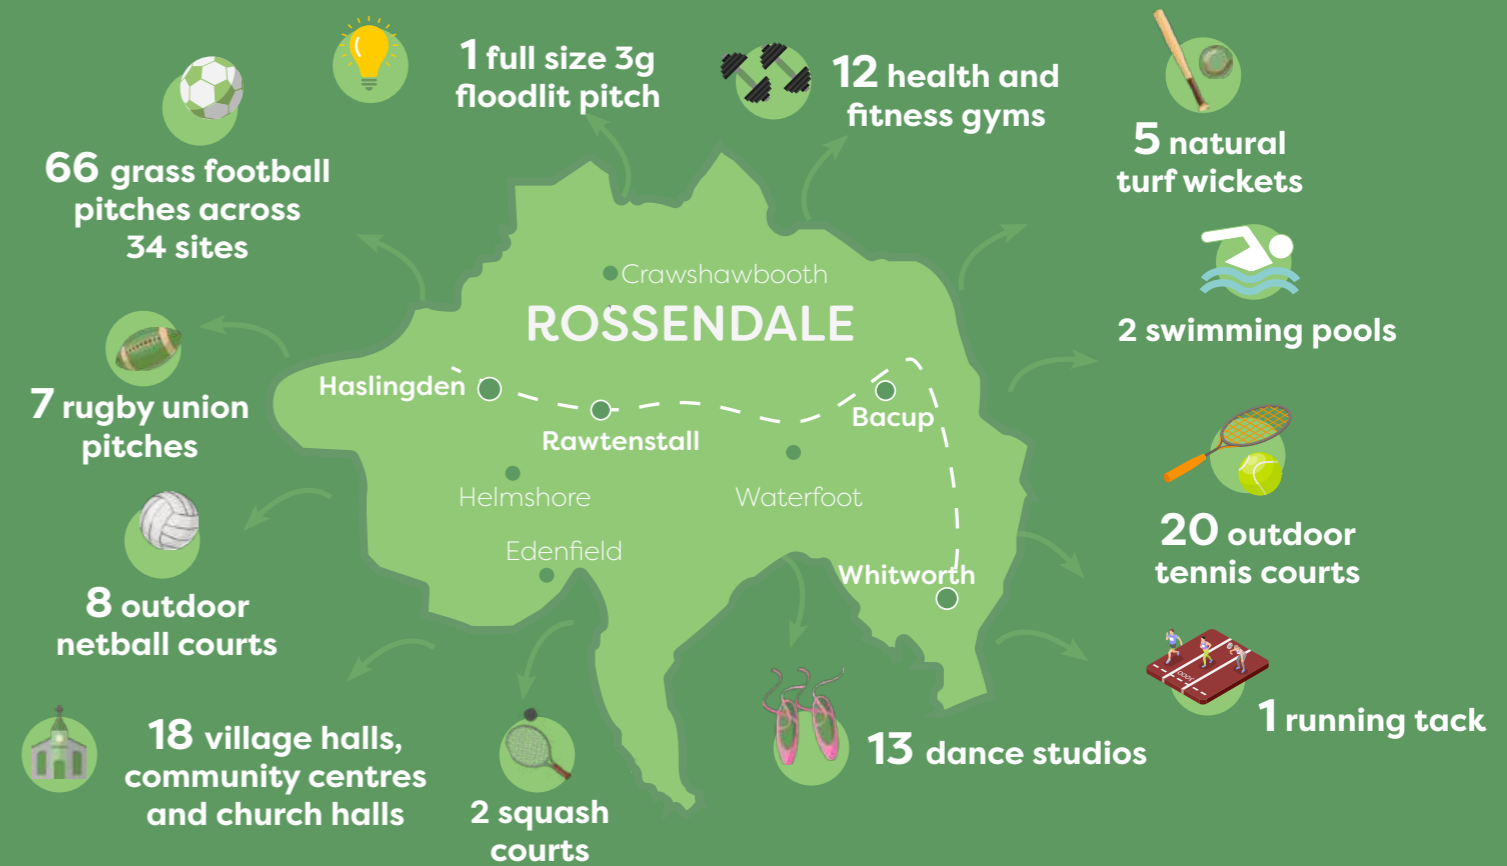 1 full size 3g
floodlit pitch
12 health and
fitness gyms
5 natural
turf wickets
66 grass football
pitches across
34 sites
2 swimming pools
Crawshawbooth
ROSSENDALE
Haslingden
Rawtenstall
Bacup
7 rugby union
pitches
Helmshore
Waterfoot
20 outdoor
tennis courts
Edenfield
Whitworth
8 outdoor
netball courts
18 village halls,
community centres
and church halls
2 squash
courts
13 dance studios
1 running tack